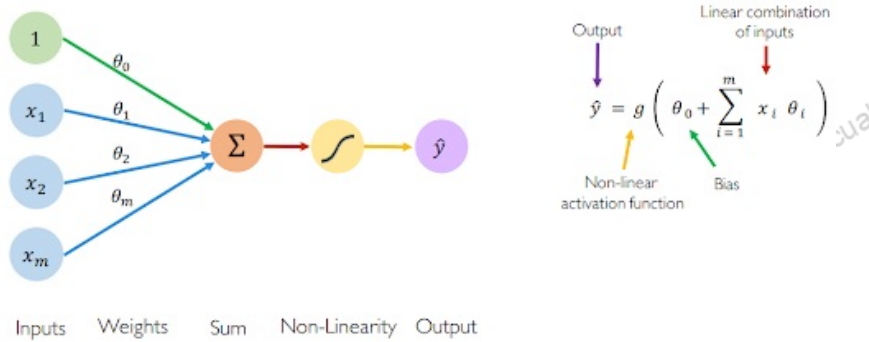 1
θ₀
x₁
θ₁
x₂
θ₂
xₘ
θₘ
Σ
ŷ
Inputs Weights Sum Non-Linearity Output
Linear combination
of inputs
Output
ŷ = g ( θ₀ + ∑ᵢ₌₁ᵐ xᵢ θᵢ )
Non-linear
activation function
Bias